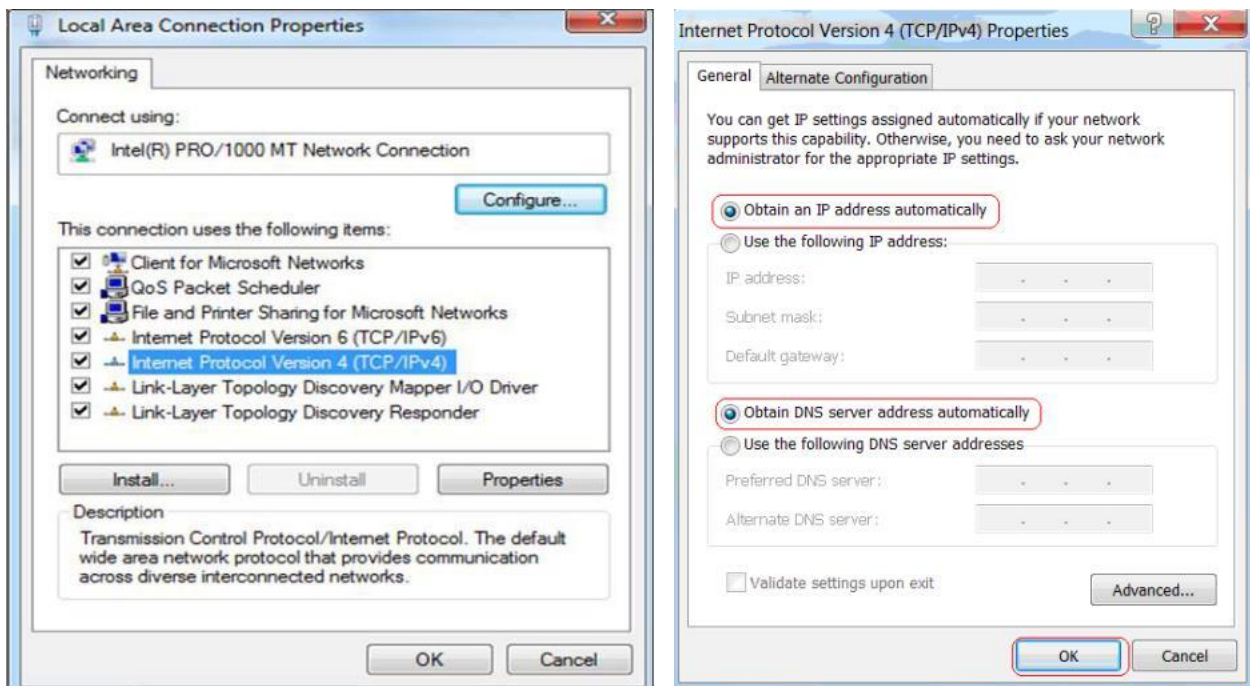 Local Area Connection Properties
Networking
Connect using:
Intel(R) PRO/1000 MT Network Connection
Configure...
This connection uses the following items:
Client for Microsoft Networks
QoS Packet Scheduler
File and Printer Sharing for Microsoft Networks
Internet Protocol Version 6 (TCP/IPv6)
Internet Protocol Version 4 (TCP/IPv4)
Link-Layer Topology Discovery Mapper I/O Driver
Link-Layer Topology Discovery Responder
Install...
Uninstall
Properties
Description
Transmission Control Protocol/Internet Protocol. The default
wide area network protocol that provides communication
across diverse interconnected networks.
OK
Cancel
Internet Protocol Version 4 (TCP/IPv4) Properties
General
Alternate Configuration
You can get IP settings assigned automatically if your network
supports this capability. Otherwise, you need to ask your network
administrator for the appropriate IP settings.
Obtain an IP address automatically
Use the following IP address:
IP address:
Subnet mask:
Default gateway:
Obtain DNS server address automatically
Use the following DNS server addresses
Preferred DNS server:
Alternate DNS server:
Validate settings upon exit
Advanced...
OK
Cancel